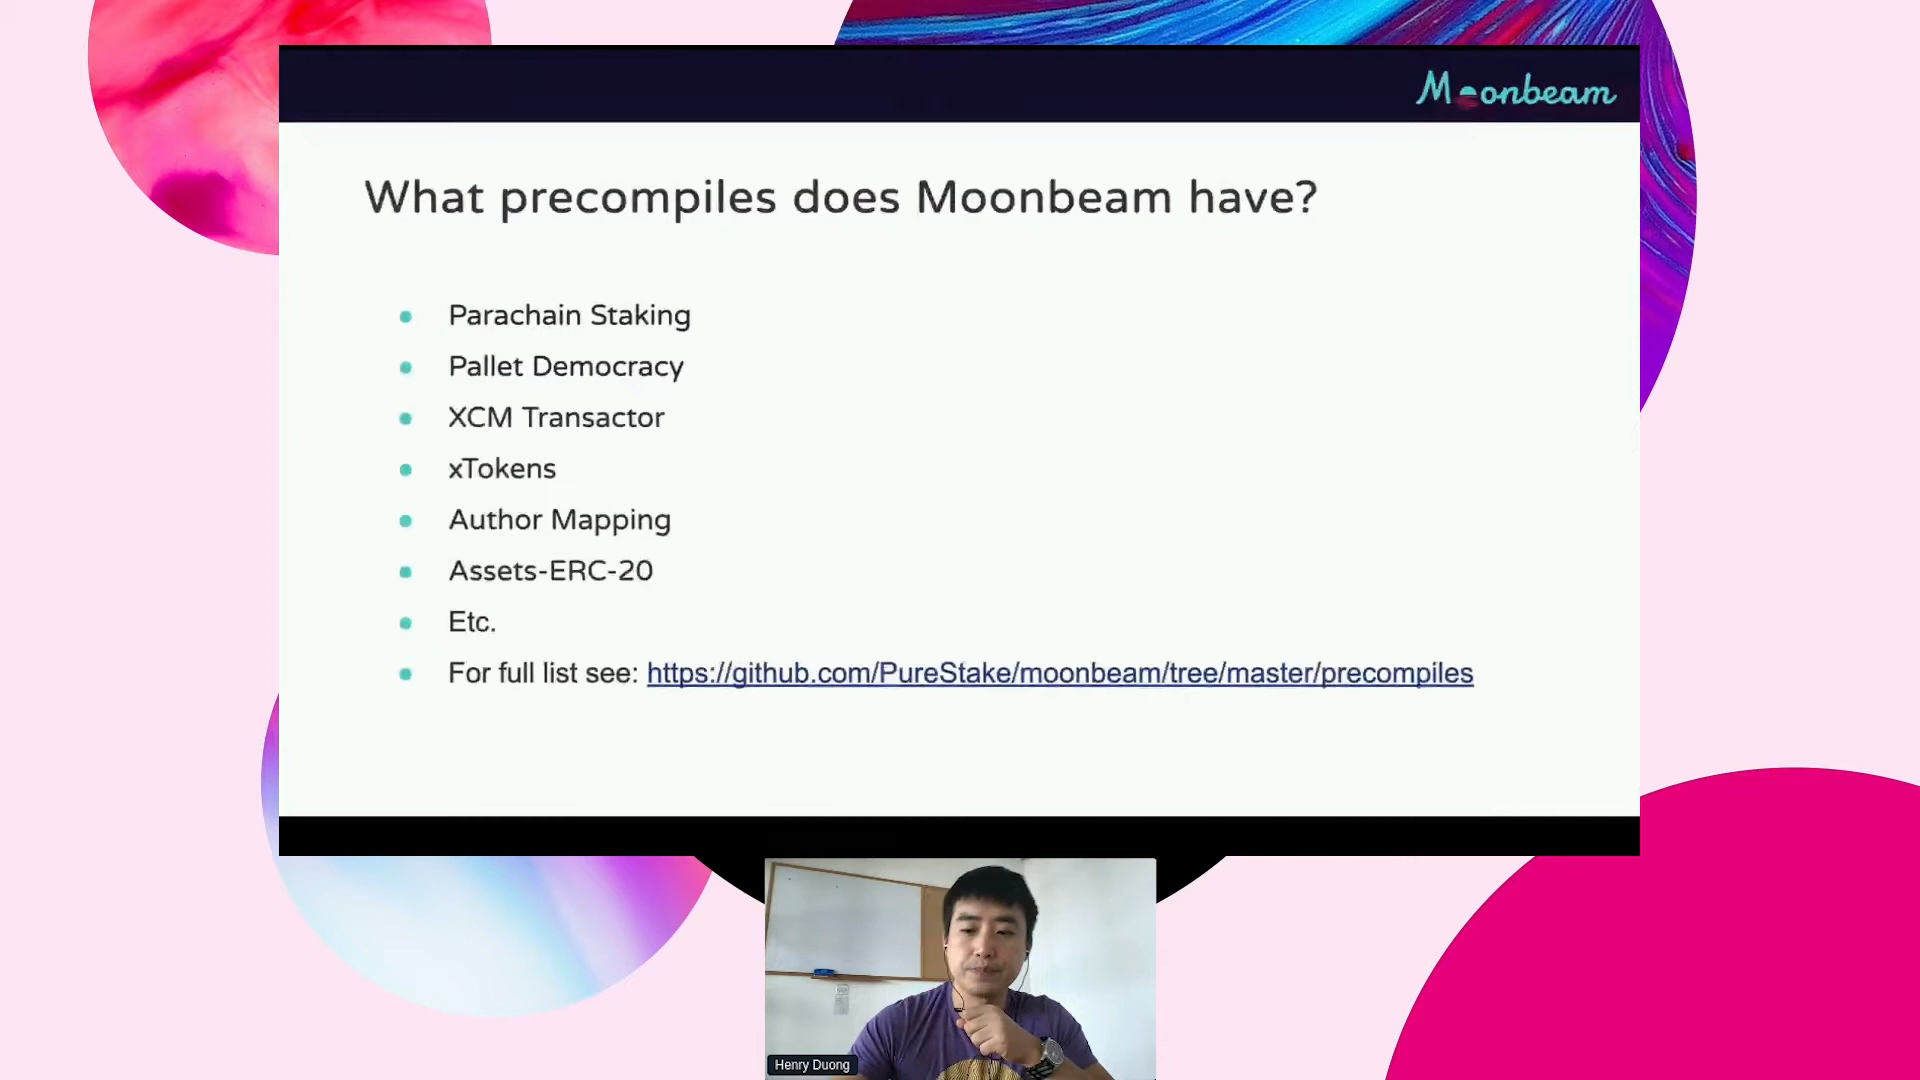 Moonbeam
What precompiles does Moonbeam have?
Parachain Staking
Pallet Democracy
XCM Transactor
xTokens
Author Mapping
Assets-ERC-20
Etc.
For full list see: https://github.com/PureStake/moonbeam/tree/master/precompiles
Henry Duong